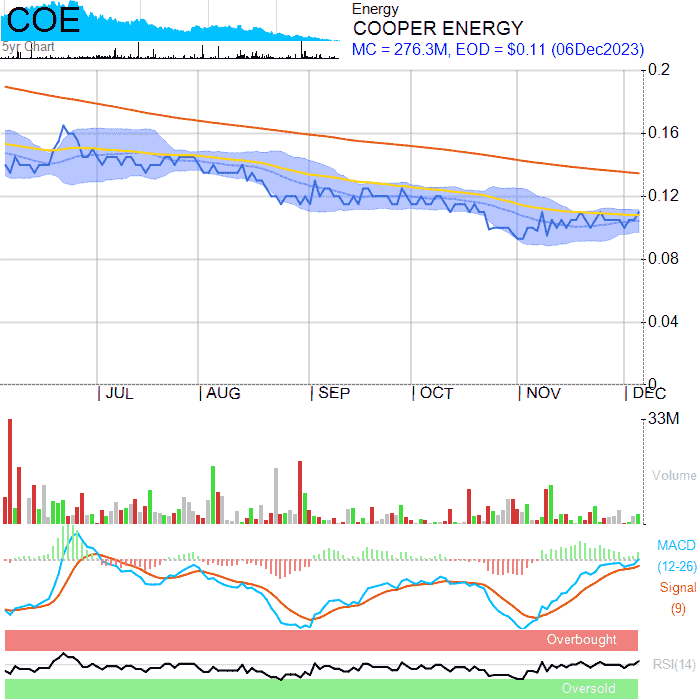 COE
5yr Chart
Energy
COOPER ENERGY
MC = 276.3M, EOD = $0.11 (06Dec2023)
0.2
0.16
0.12
0.08
0.04
0
JUL AUG SEP OCT NOV DEC
33M
Volume
MACD
(12-26)
Signal
(9)
Overbought
RSI(14)
Oversold